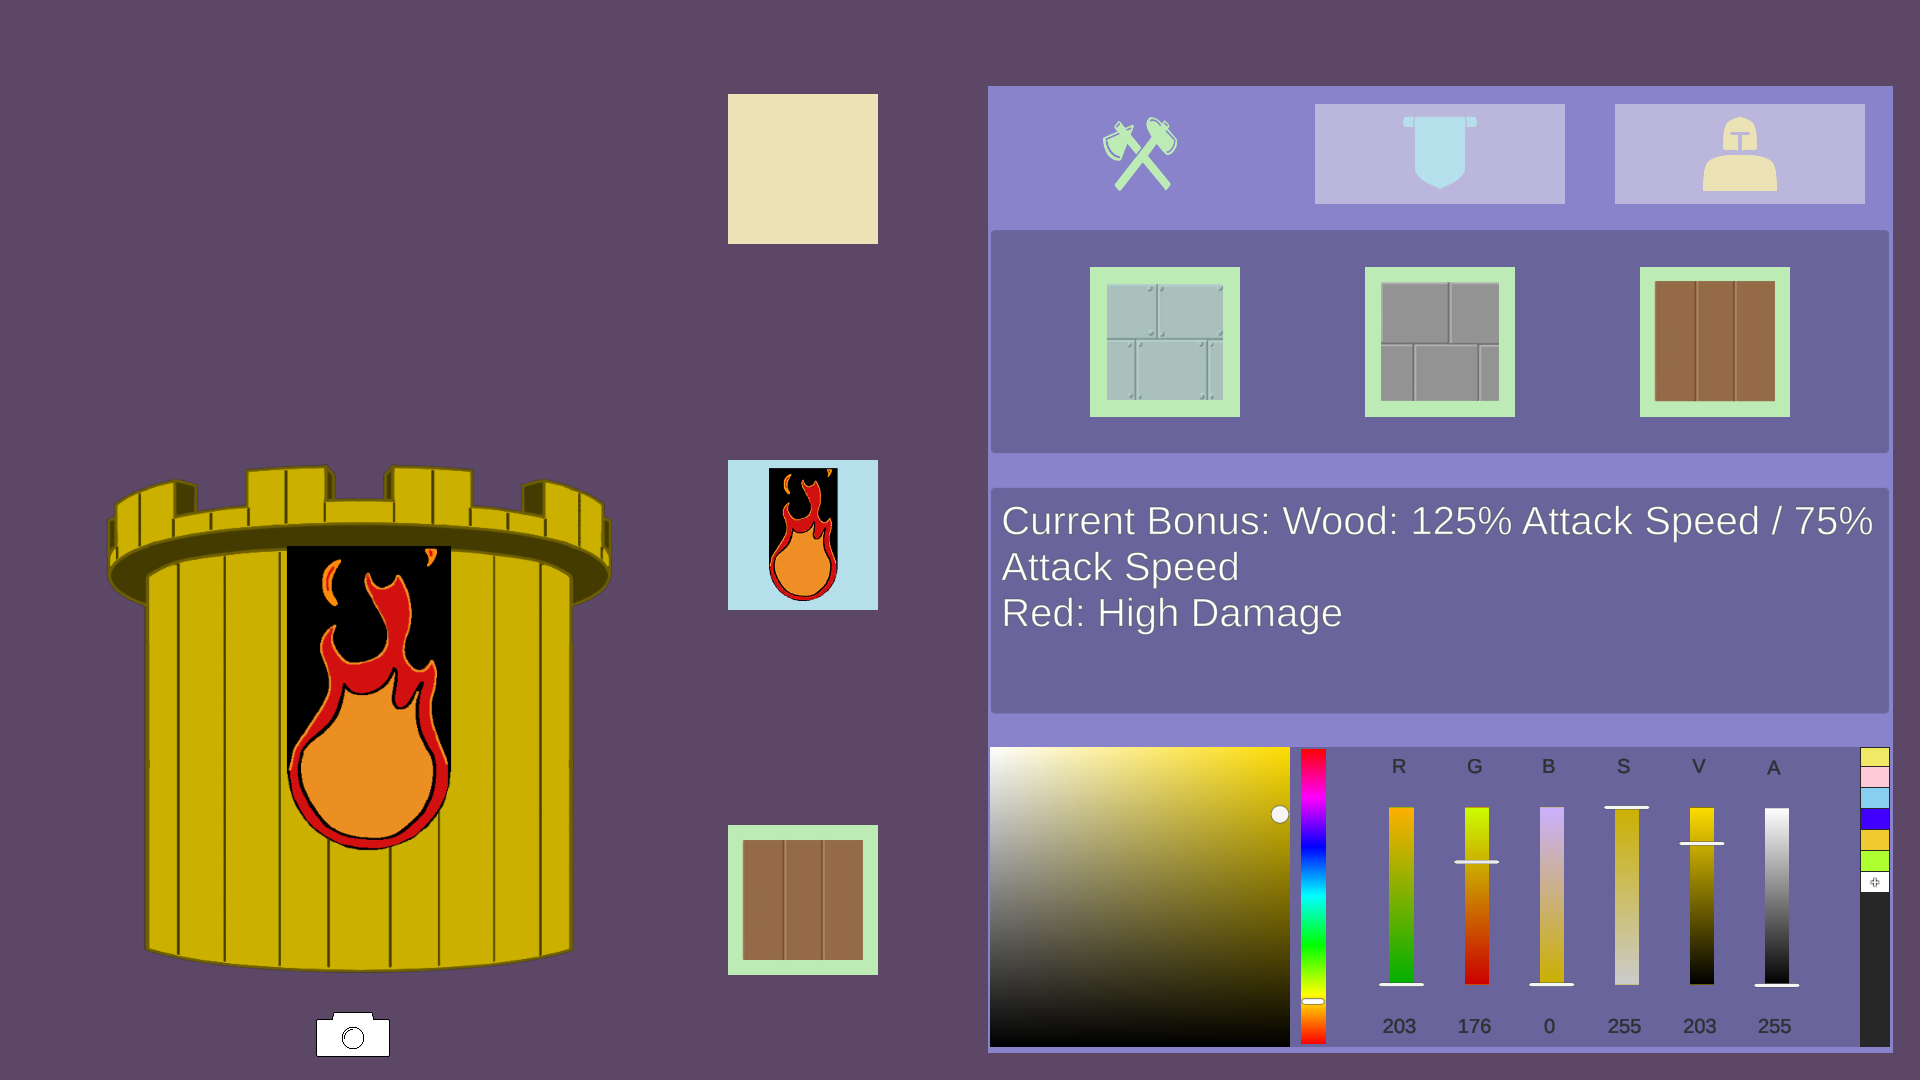 Current Bonus: Wood: 125% Attack Speed / 75%
Attack Speed
Red: High Damage
R G B S V A
203 176 0 255 203 255